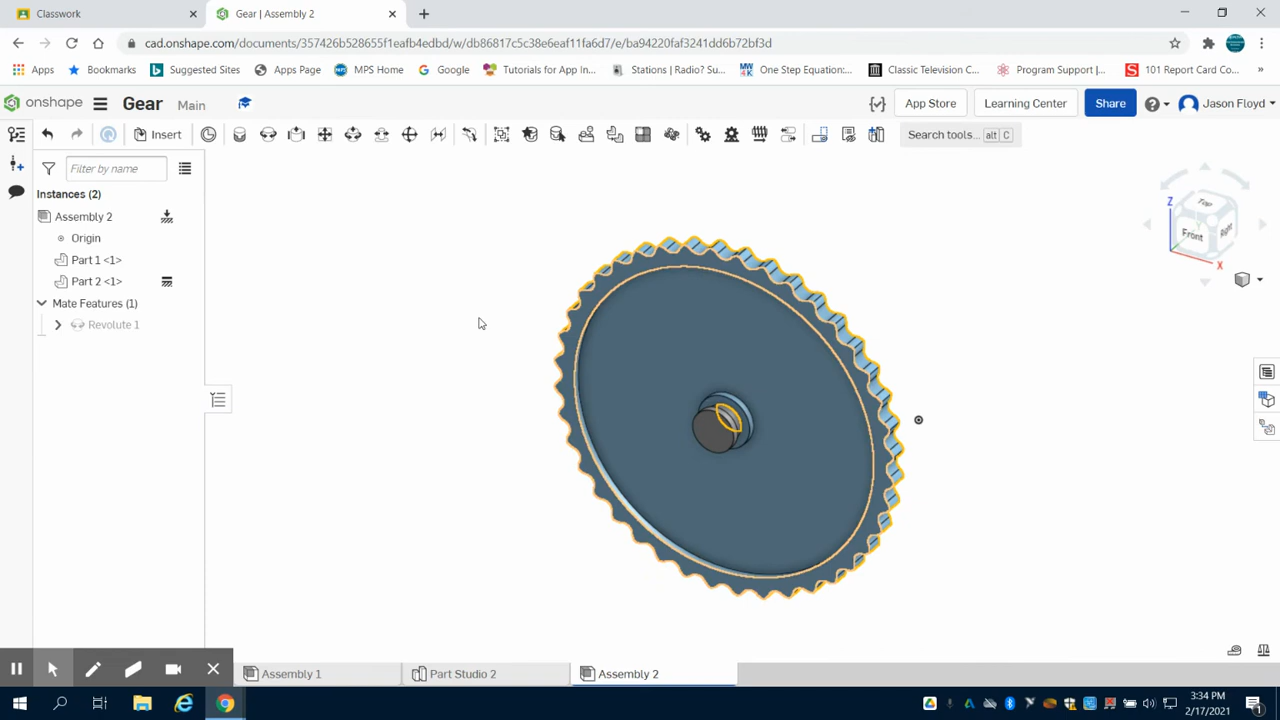 Classwork
Gear | Assembly 2
cad.onshape.com/documents/357426b528655f1eafb4edbd/w/db86817c5c38e6eaf11fa6d7/e/ba94220faf3241dd6b72bf3d
Apps
Bookmarks
Suggested Sites
Apps Page
MPS Home
Google
Tutorials for App In...
Stations | Radio? Su...
One Step Equation:...
Classic Television C...
Program Support |...
101 Report Card Co...
»
onshape
Gear
Main
App Store
Learning Center
Share
Jason Floyd
Insert
Search tools...
alt
C
Filter by name
Instances (2)
Assembly 2
Origin
Part 1 <1>
Part 2 <1>
Mate Features (1)
Revolute 1
Top
Front
Right
Z
X
Assembly 1
Part Studio 2
Assembly 2
3:34 PM
2/17/2021